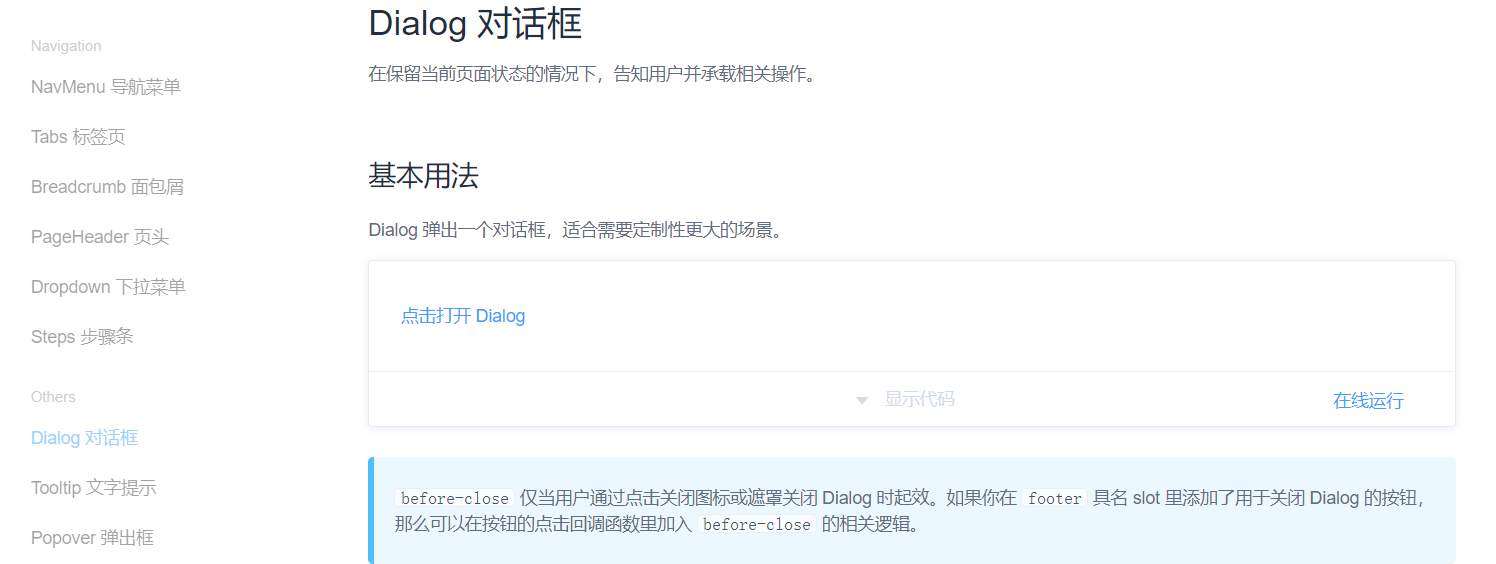 Navigation
NavMenu 导航菜单
Tabs 标签页
Breadcrumb 面包屑
PageHeader 页头
Dropdown 下拉菜单
Steps 步骤条
Others
Dialog 对话框
Tooltip 文字提示
Popover 弹出框
Dialog 对话框
在保留当前页面状态的情况下，告知用户并承载相关操作。
基本用法
Dialog 弹出一个对话框，适合需要定制性更大的场景。
点击打开 Dialog
显示代码
在线运行
before-close 仅当用户通过点击关闭图标或遮罩关闭 Dialog 时起效。如果你在 footer 具名 slot 里添加了用于关闭 Dialog 的按钮，
那么可以在按钮的点击回调函数里加入 before-close 的相关逻辑。